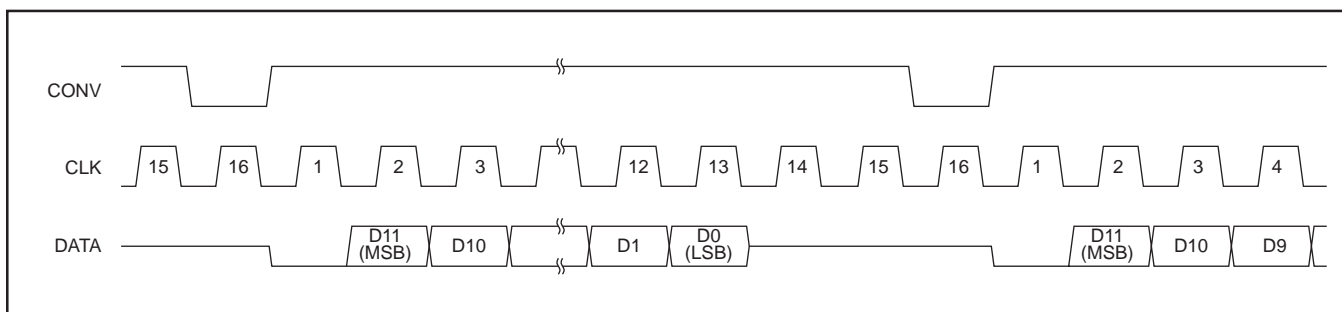 CONV
CLK
15 16 1 2 3 12 13 14 15 16 1 2 3 4
DATA
D11
(MSB)
D10
D1
D0
(LSB)
D11
(MSB)
D10
D9